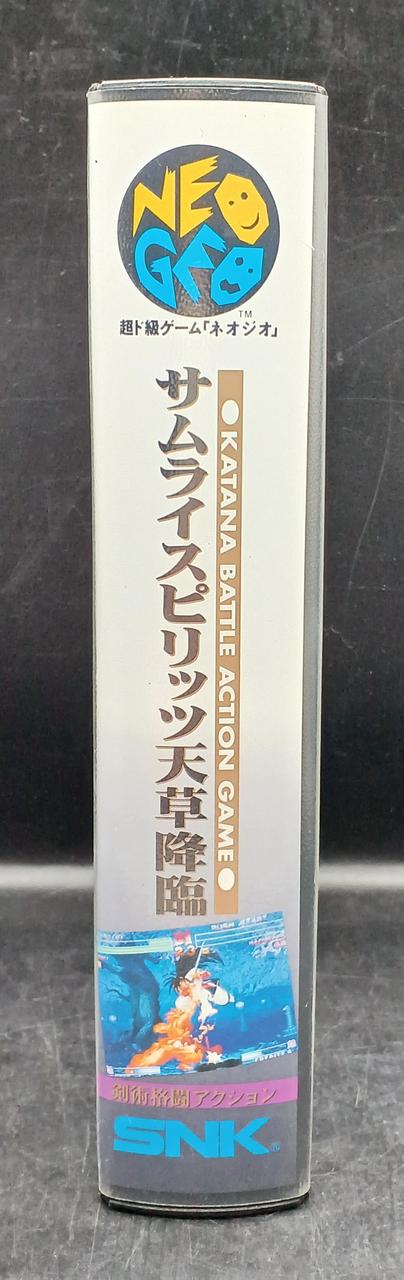 NEO
GEO
TM
超ド級ゲーム「ネオジオ」
サムライスピリッツ天草降臨
●KATANA BATTLE ACTION GAME●
剣術格闘アクション
SNK®